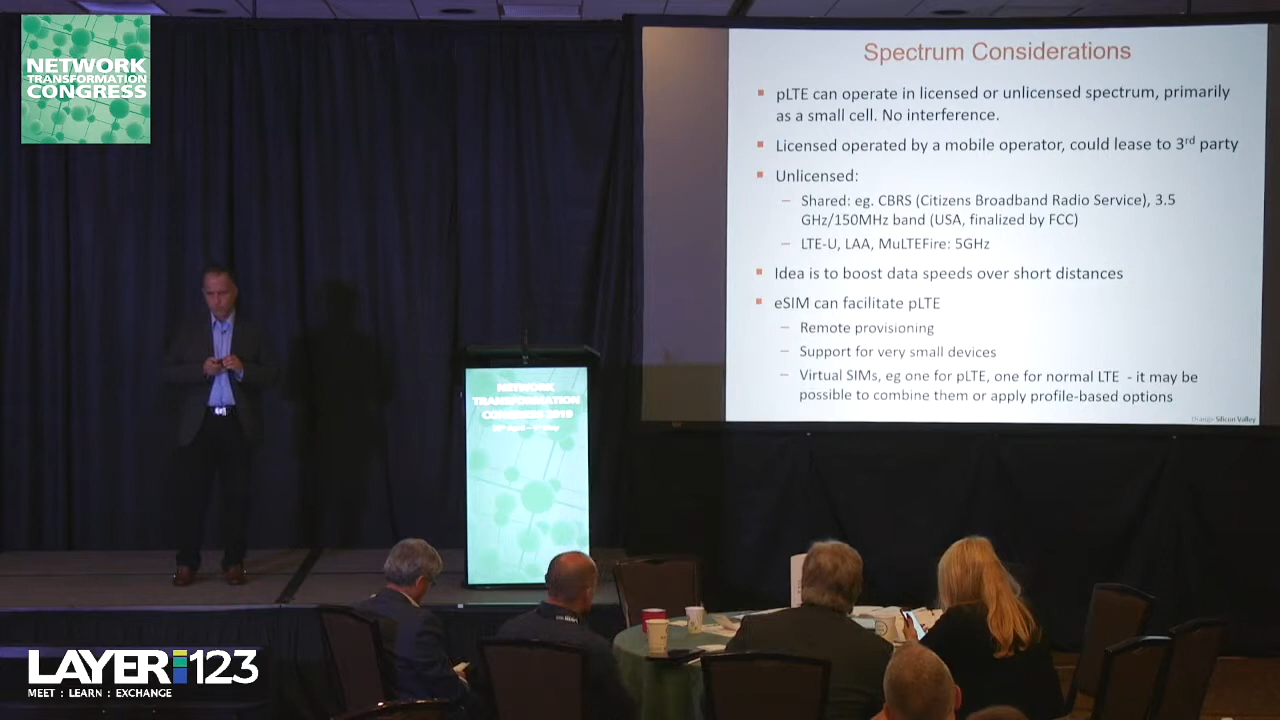 NETWORK
TRANSFORMATION
CONGRESS
Spectrum Considerations
pLTE can operate in licensed or unlicensed spectrum, primarily
as a small cell. No interference.
Licensed operated by a mobile operator, could lease to 3rd party
Unlicensed:
– Shared: eg. CBRS (Citizens Broadband Radio Service), 3.5
GHz/150MHz band (USA, finalized by FCC)
– LTE-U, LAA, MuLTEFire: 5GHz
Idea is to boost data speeds over short distances
eSIM can facilitate pLTE
– Remote provisioning
– Support for very small devices
– Virtual SIMs, eg one for pLTE, one for normal LTE - it may be
possible to combine them or apply profile-based options
Orange Silicon Valley
NETWORK
TRANSFORMATION
CONGRESS 2019
LAYER 123
MEET : LEARN : EXCHANGE